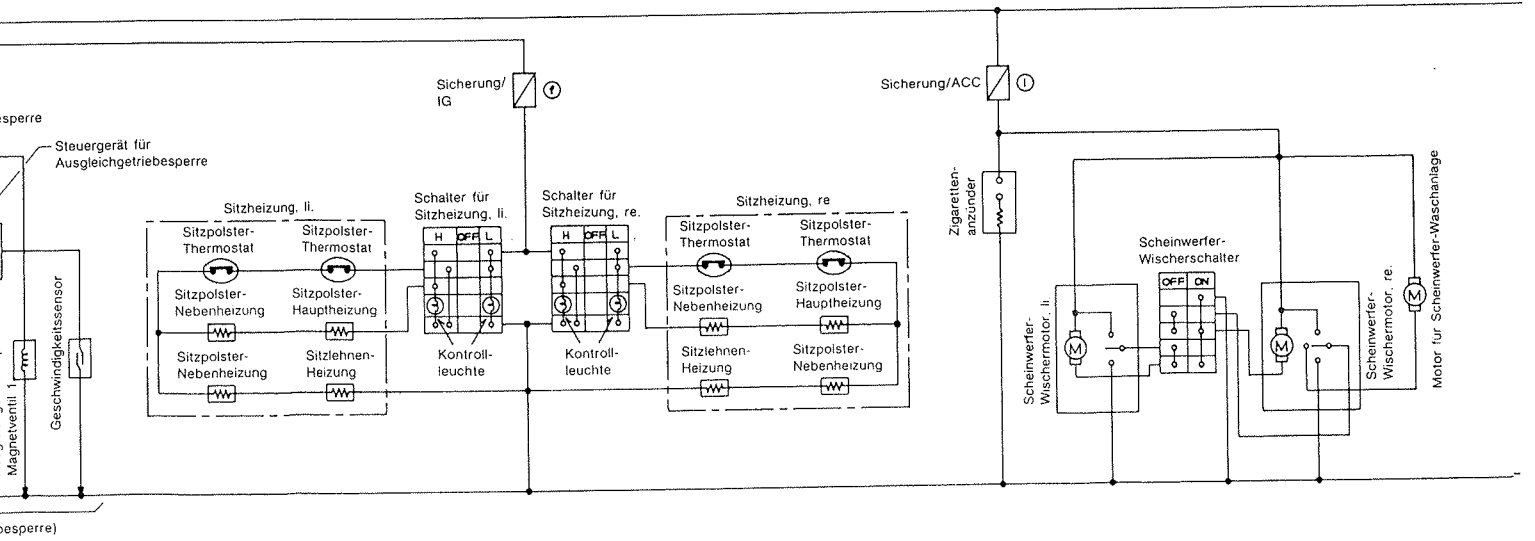 Sicherung/
IG
f
Sicherung/ACC
l
esperre
Steuergerät für
Ausgleichgetriebesperre
Sitzheizung, li.
Schalter für
Sitzheizung, li.
Schalter für
Sitzheizung, re.
Sitzheizung, re
H OFF L
H OFF L
Sitzpolster-
Thermostat
Sitzpolster-
Thermostat
Sitzpolster-
Thermostat
Sitzpolster-
Thermostat
Sitzpolster-
Nebenheizung
Sitzpolster-
Hauptheizung
Sitzpolster-
Nebenheizung
Sitzpolster-
Hauptheizung
Sitzpolster-
Nebenheizung
Sitzlehnen-
Heizung
Kontroll-
leuchte
Kontroll-
leuchte
Sitzlehnen-
Heizung
Sitzpolster-
Nebenheizung
Magnetventil 1
Geschwindigkeitssensor
Zigaretten-
anzünder
Scheinwerfer-
Wischerschalter
OFF ON
Scheinwerfer-
Wischermotor, li.
M
M
Scheinwerfer-
Wischermotor, re.
M
Motor fur Scheinwerfer-Waschanlage
besperre)